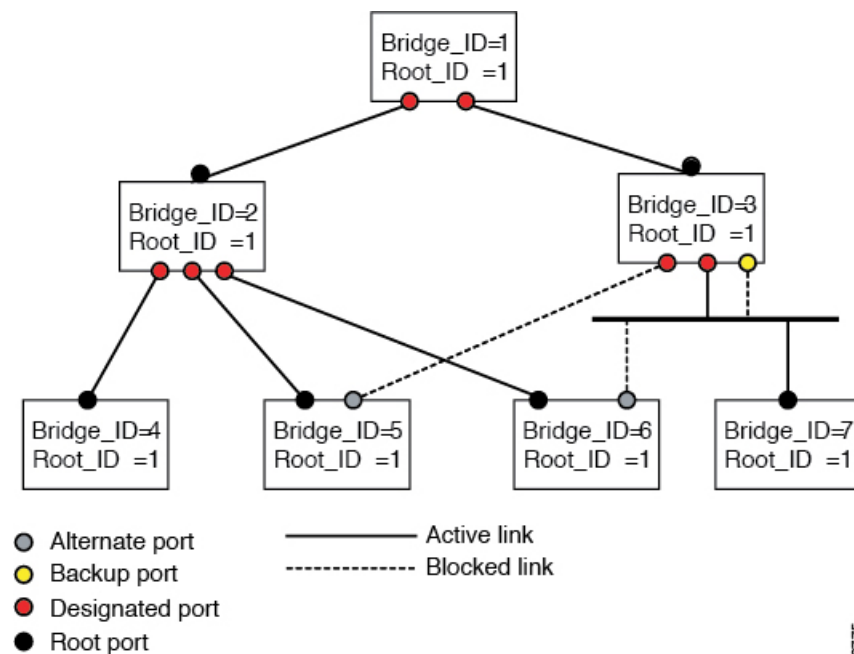 Bridge_ID=1
Root_ID =1
Bridge_ID=2
Root_ID =1
Bridge_ID=3
Root_ID =1
Bridge_ID=4
Root_ID =1
Bridge_ID=5
Root_ID =1
Bridge_ID=6
Root_ID =1
Bridge_ID=7
Root_ID =1
Alternate port
Backup port
Designated port
Root port
Active link
Blocked link